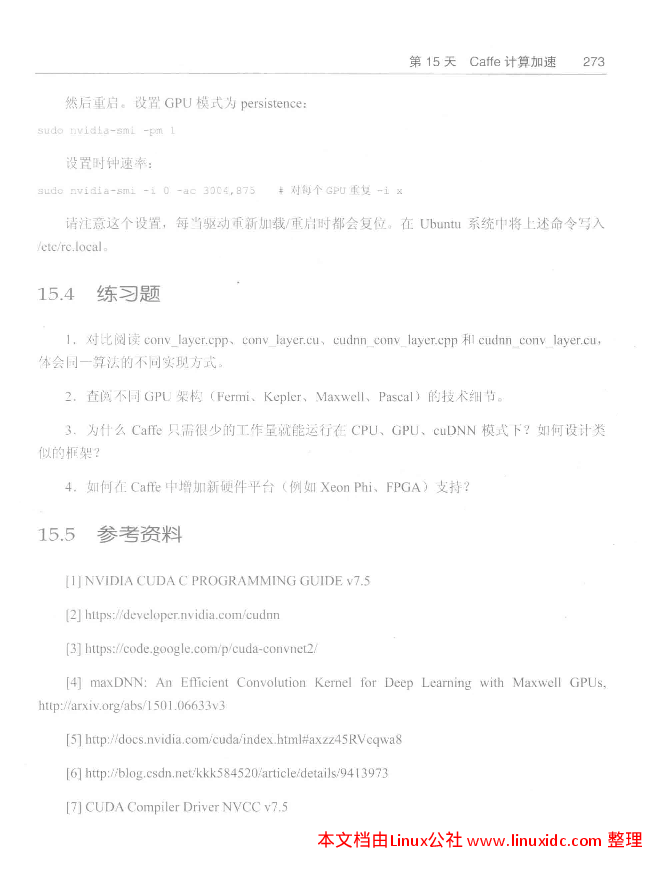 第 15 天 Caffe 计算加速 273
然后重启。设置 GPU 模式为 persistence：
sudo nvidia-smi -pm 1
设置时钟速率：
sudo nvidia-smi -i 0 -ac 3004,875 # 对每个 GPU 重复 -i x
请注意这个设置，每当驱动重新加载/重启时都会复位。在 Ubuntu 系统中将上述命令写入
/etc/rc.local。
15.4 练习题
1．对比阅读 conv_layer.cpp、conv_layer.cu、cudnn_conv_layer.cpp 和 cudnn_conv_layer.cu，
体会同一算法的不同实现方式。
2．查阅不同 GPU 架构（Fermi、Kepler、Maxwell、Pascal）的技术细节。
3．为什么 Caffe 只需很少的工作量就能运行在 CPU、GPU、cuDNN 模式下？如何设计类
似的框架？
4．如何在 Caffe 中增加新硬件平台（例如 Xeon Phi、FPGA）支持？
15.5 参考资料
[1] NVIDIA CUDA C PROGRAMMING GUIDE v7.5
[2] https://developer.nvidia.com/cudnn
[3] https://code.google.com/p/cuda-convnet2/
[4] maxDNN: An Efficient Convolution Kernel for Deep Learning with Maxwell GPUs,
http://arxiv.org/abs/1501.06633v3
[5] http://docs.nvidia.com/cuda/index.html#axzz45RVcqwa8
[6] http://blog.csdn.net/kkk584520/article/details/9413973
[7] CUDA Compiler Driver NVCC v7.5
本文档由Linux公社 www.linuxidc.com 整理